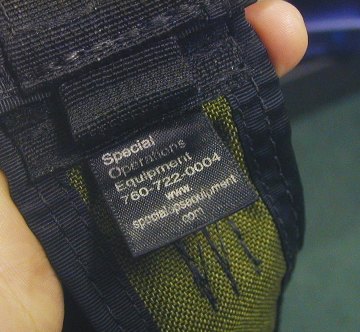 Special
Operations
Equipment
760-722-0004
www.
specialopsequipment
.com